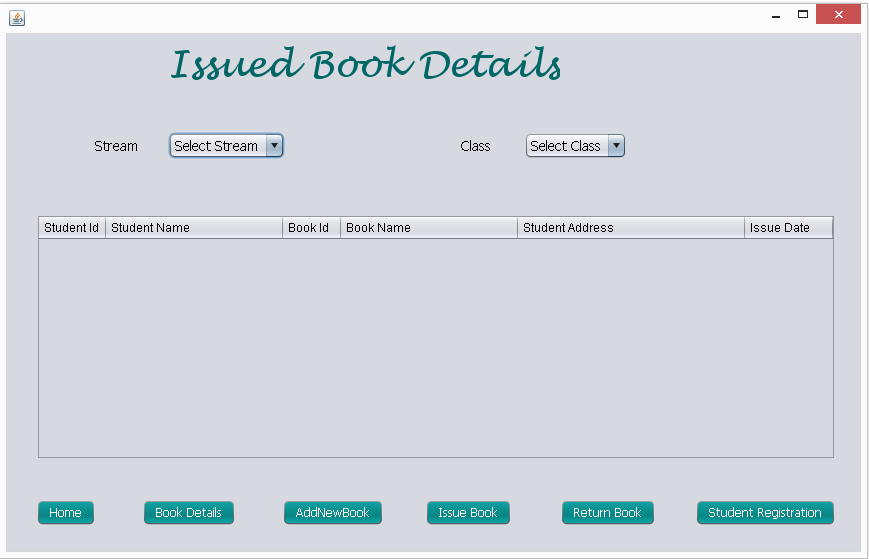 Issued Book Details
Stream Select Stream Class Select Class
Student Id Student Name Book Id Book Name Student Address Issue Date
Home Book Details AddNewBook Issue Book Return Book Student Registration